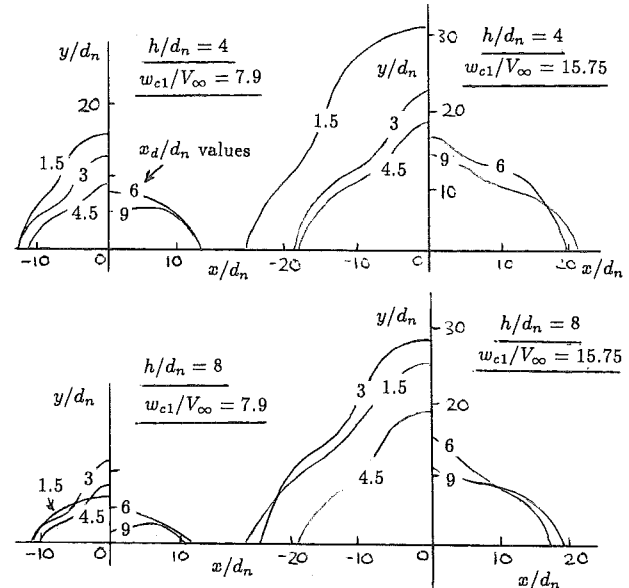 y/d_n
h/d_n = 4
w_c1/V_∞ = 7.9
20
x_d/d_n values
1.5
3
4.5
6
9
-10
0
10
x/d_n
30
h/d_n = 4
w_c1/V_∞ = 15.75
y/d_n
20
1.5
3
4.5
10
9
6
-20
-10
0
20
x/d_n
x/d_n
h/d_n = 8
w_c1/V_∞ = 7.9
y/d_n
1.5
3
4.5
6
9
-10
0
10
x/d_n
y/d_n
30
h/d_n = 8
w_c1/V_∞ = 15.75
3
1.5
20
4.5
6
10
9
-20
-10
0
10
20
x/d_n